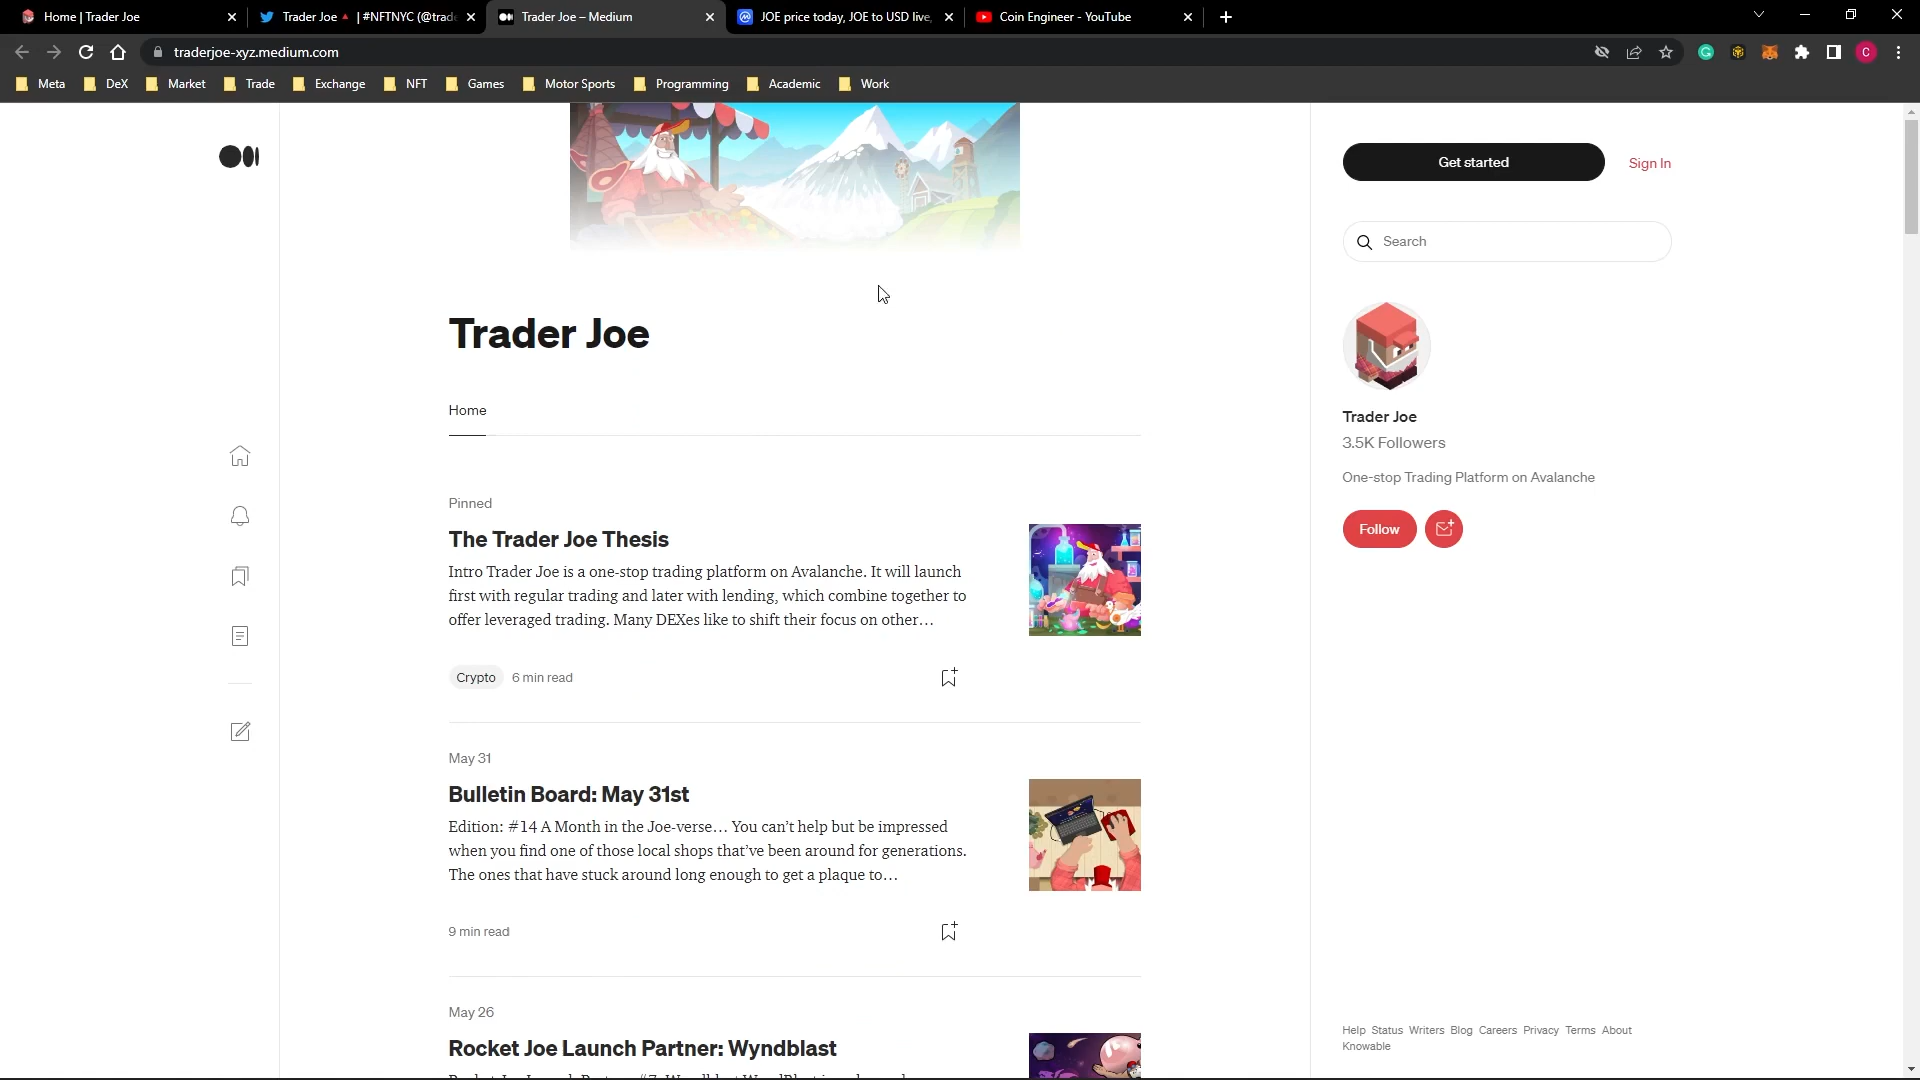 Home | Trader Joe
Trader Joe | #NFTNYC (@trade
Trader Joe – Medium
JOE price today, JOE to USD live,
Coin Engineer - YouTube
traderjoe-xyz.medium.com
C
Meta
DeX
Market
Trade
Exchange
NFT
Games
Motor Sports
Programming
Academic
Work
Get started
Sign In
Search
Trader Joe
Home
Trader Joe
3.5K Followers
One-stop Trading Platform on Avalanche
Follow
Pinned
The Trader Joe Thesis
Intro Trader Joe is a one-stop trading platform on Avalanche. It will launch
first with regular trading and later with lending, which combine together to
offer leveraged trading. Many DEXes like to shift their focus on other…
Crypto
6 min read
May 31
Bulletin Board: May 31st
Edition: #14 A Month in the Joe-verse… You can’t help but be impressed
when you find one of those local shops that’ve been around for generations.
The ones that have stuck around long enough to get a plaque to…
9 min read
May 26
Rocket Joe Launch Partner: Wyndblast
Help Status Writers Blog Careers Privacy Terms About
Knowable